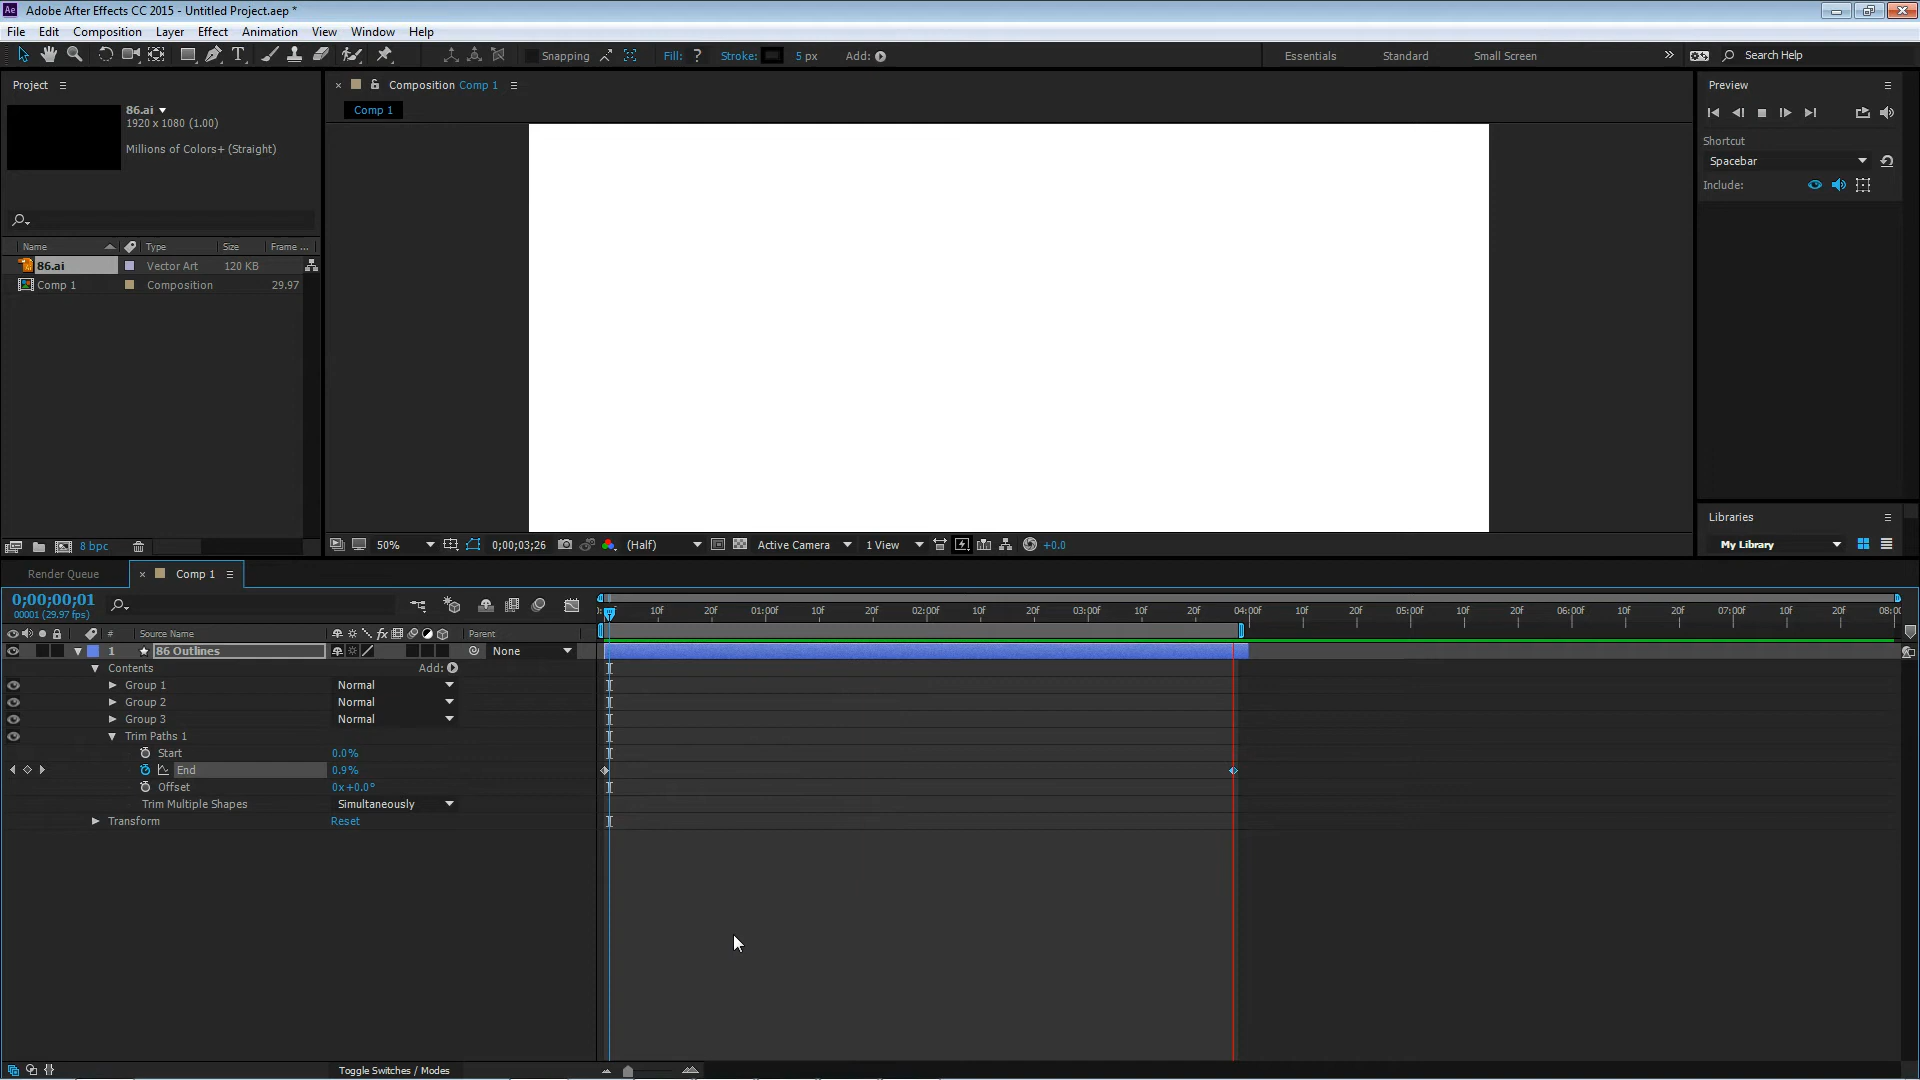 Ae Adobe After Effects CC 2015 - Untitled Project.aep *
File Edit Composition Layer Effect Animation View Window Help
Snapping Fill: ? Stroke: 5 px Add: Essentials Standard Small Screen » Search Help
Project
86.ai
1920 x 1080 (1.00)
Millions of Colors+ (Straight)
Name Type Size Frame ...
86.ai Vector Art 120 KB
Comp 1 Composition 29.97
8 bpc
Composition Comp 1
Comp 1
50% 0;00;03;26 (Half) Active Camera 1 View +0.0
Preview
Shortcut
Spacebar
Include:
Libraries
My Library
Render Queue Comp 1
0;00;00;01
00001 (29.97 fps)
10f 20f 01:00f 10f 20f 02:00f 10f 20f 03:00f 10f 20f 04:00f 10f 20f 05:00f 10f 20f 06:00f 10f 20f 07:00f 10f 20f 08:00
# Source Name fx Parent
1 86 Outlines None
Contents Add:
Group 1 Normal
Group 2 Normal
Group 3 Normal
Trim Paths 1
Start 0.0%
End 0.9%
Offset 0x+0.0°
Trim Multiple Shapes Simultaneously
Transform Reset
Toggle Switches / Modes